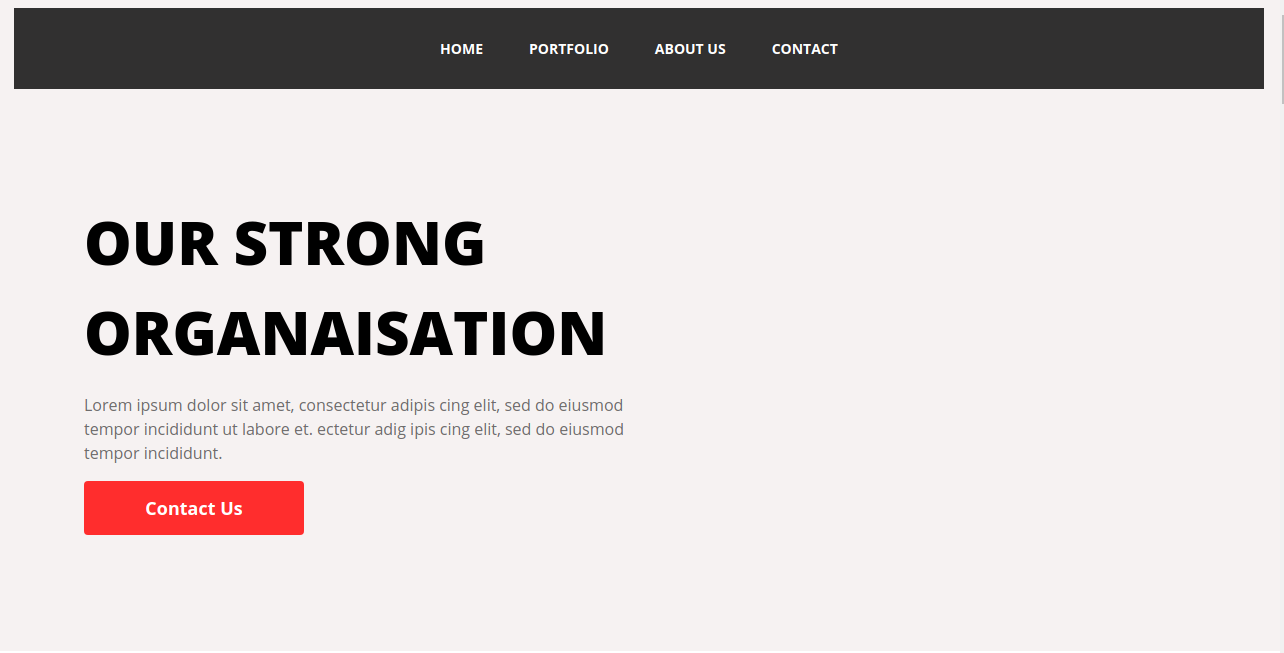 HOME PORTFOLIO ABOUT US CONTACT
OUR STRONG
ORGANAISATION
Lorem ipsum dolor sit amet, consectetur adipis cing elit, sed do eiusmod
tempor incididunt ut labore et. ectetur adig ipis cing elit, sed do eiusmod
tempor incididunt.
Contact Us